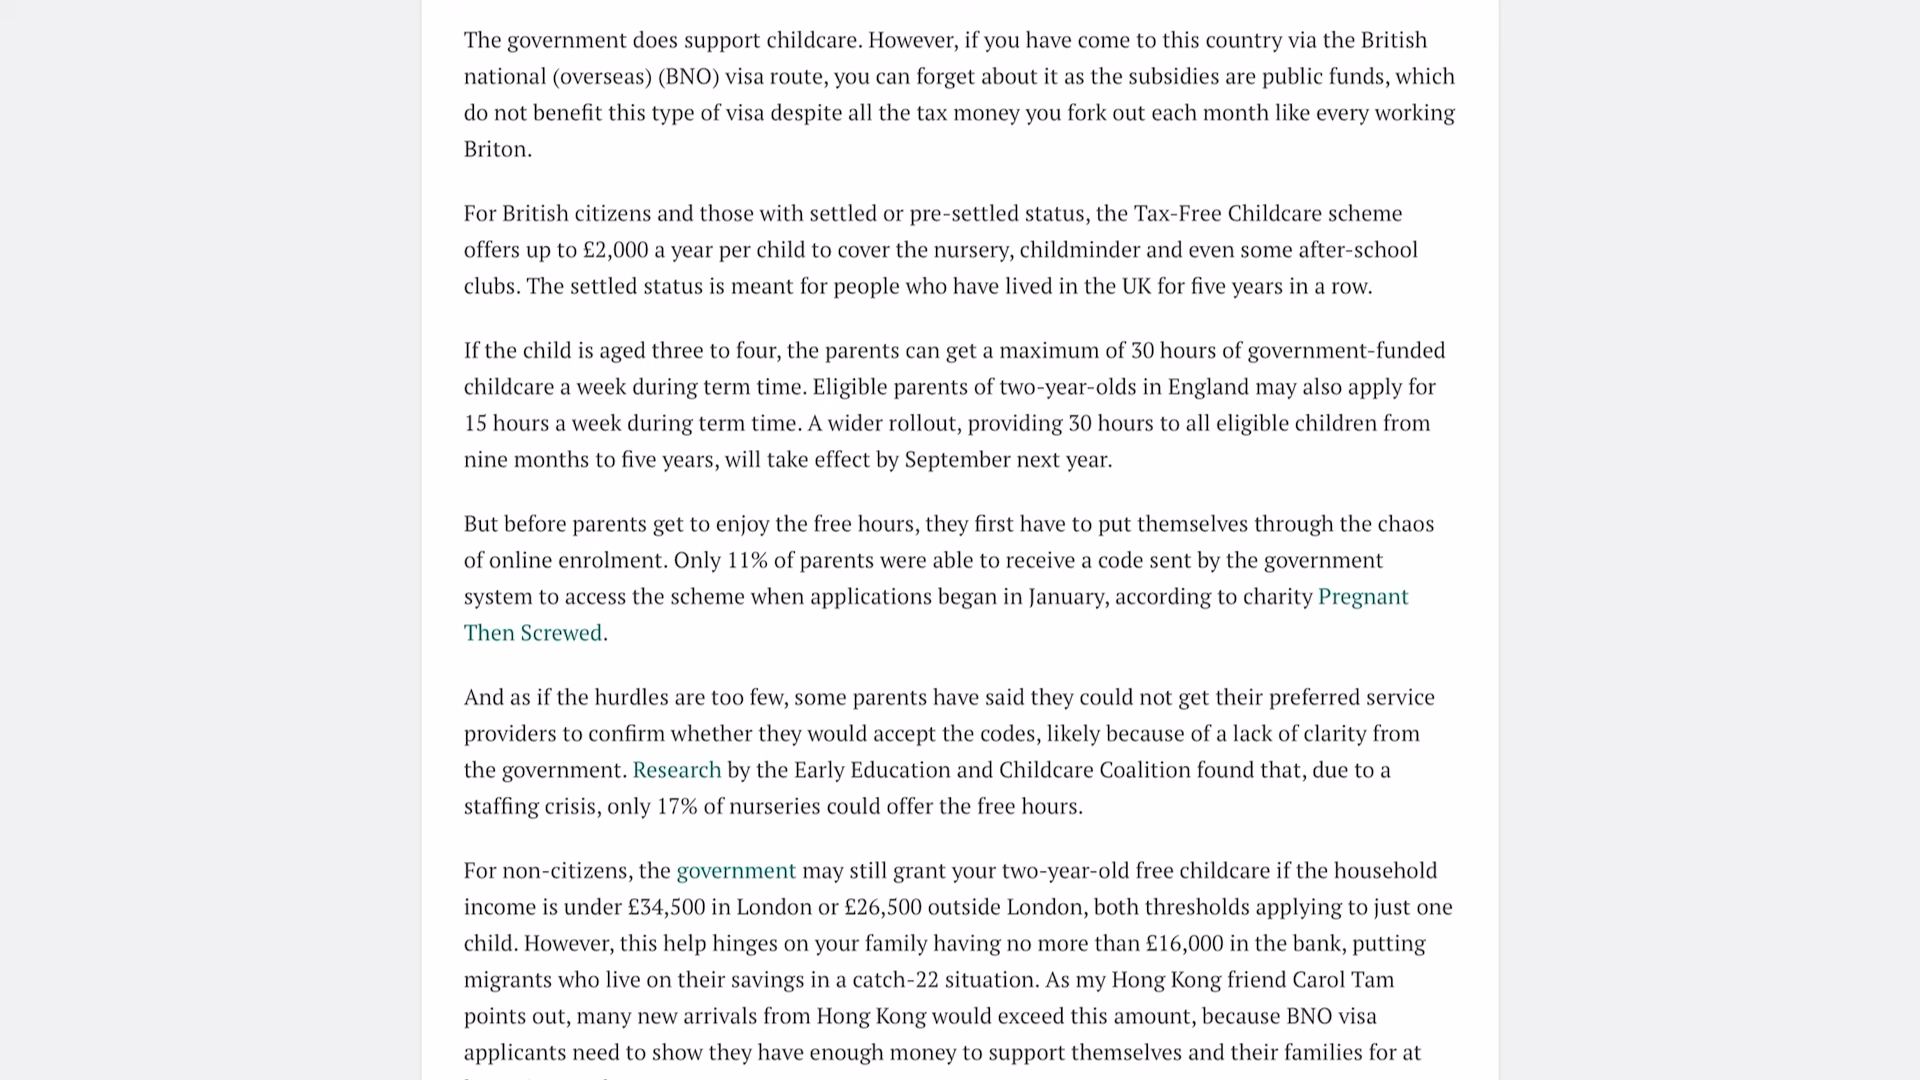 The government does support childcare. However, if you have come to this country via the British
national (overseas) (BNO) visa route, you can forget about it as the subsidies are public funds, which
do not benefit this type of visa despite all the tax money you fork out each month like every working
Briton.
For British citizens and those with settled or pre-settled status, the Tax-Free Childcare scheme
offers up to £2,000 a year per child to cover the nursery, childminder and even some after-school
clubs. The settled status is meant for people who have lived in the UK for five years in a row.
If the child is aged three to four, the parents can get a maximum of 30 hours of government-funded
childcare a week during term time. Eligible parents of two-year-olds in England may also apply for
15 hours a week during term time. A wider rollout, providing 30 hours to all eligible children from
nine months to five years, will take effect by September next year.
But before parents get to enjoy the free hours, they first have to put themselves through the chaos
of online enrolment. Only 11% of parents were able to receive a code sent by the government
system to access the scheme when applications began in January, according to charity Pregnant
Then Screwed.
And as if the hurdles are too few, some parents have said they could not get their preferred service
providers to confirm whether they would accept the codes, likely because of a lack of clarity from
the government. Research by the Early Education and Childcare Coalition found that, due to a
staffing crisis, only 17% of nurseries could offer the free hours.
For non-citizens, the government may still grant your two-year-old free childcare if the household
income is under £34,500 in London or £26,500 outside London, both thresholds applying to just one
child. However, this help hinges on your family having no more than £16,000 in the bank, putting
migrants who live on their savings in a catch-22 situation. As my Hong Kong friend Carol Tam
points out, many new arrivals from Hong Kong would exceed this amount, because BNO visa
applicants need to show they have enough money to support themselves and their families for at